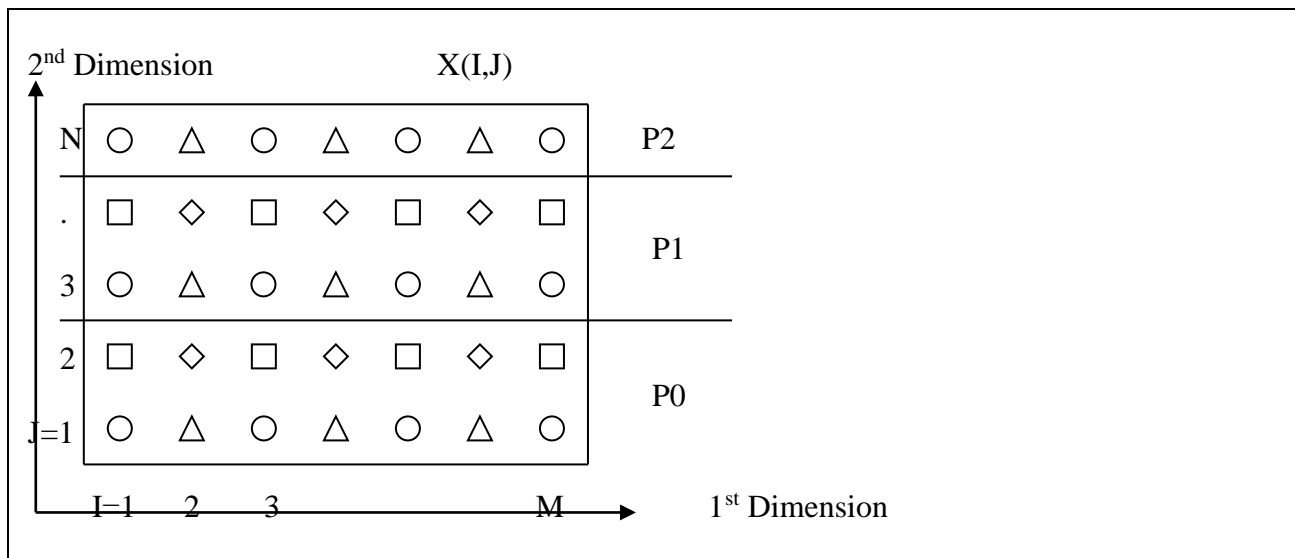 2nd Dimension X(I,J)
N P2
.
P1
3
2
P0
J=1
I=1 2 3 M 1st Dimension